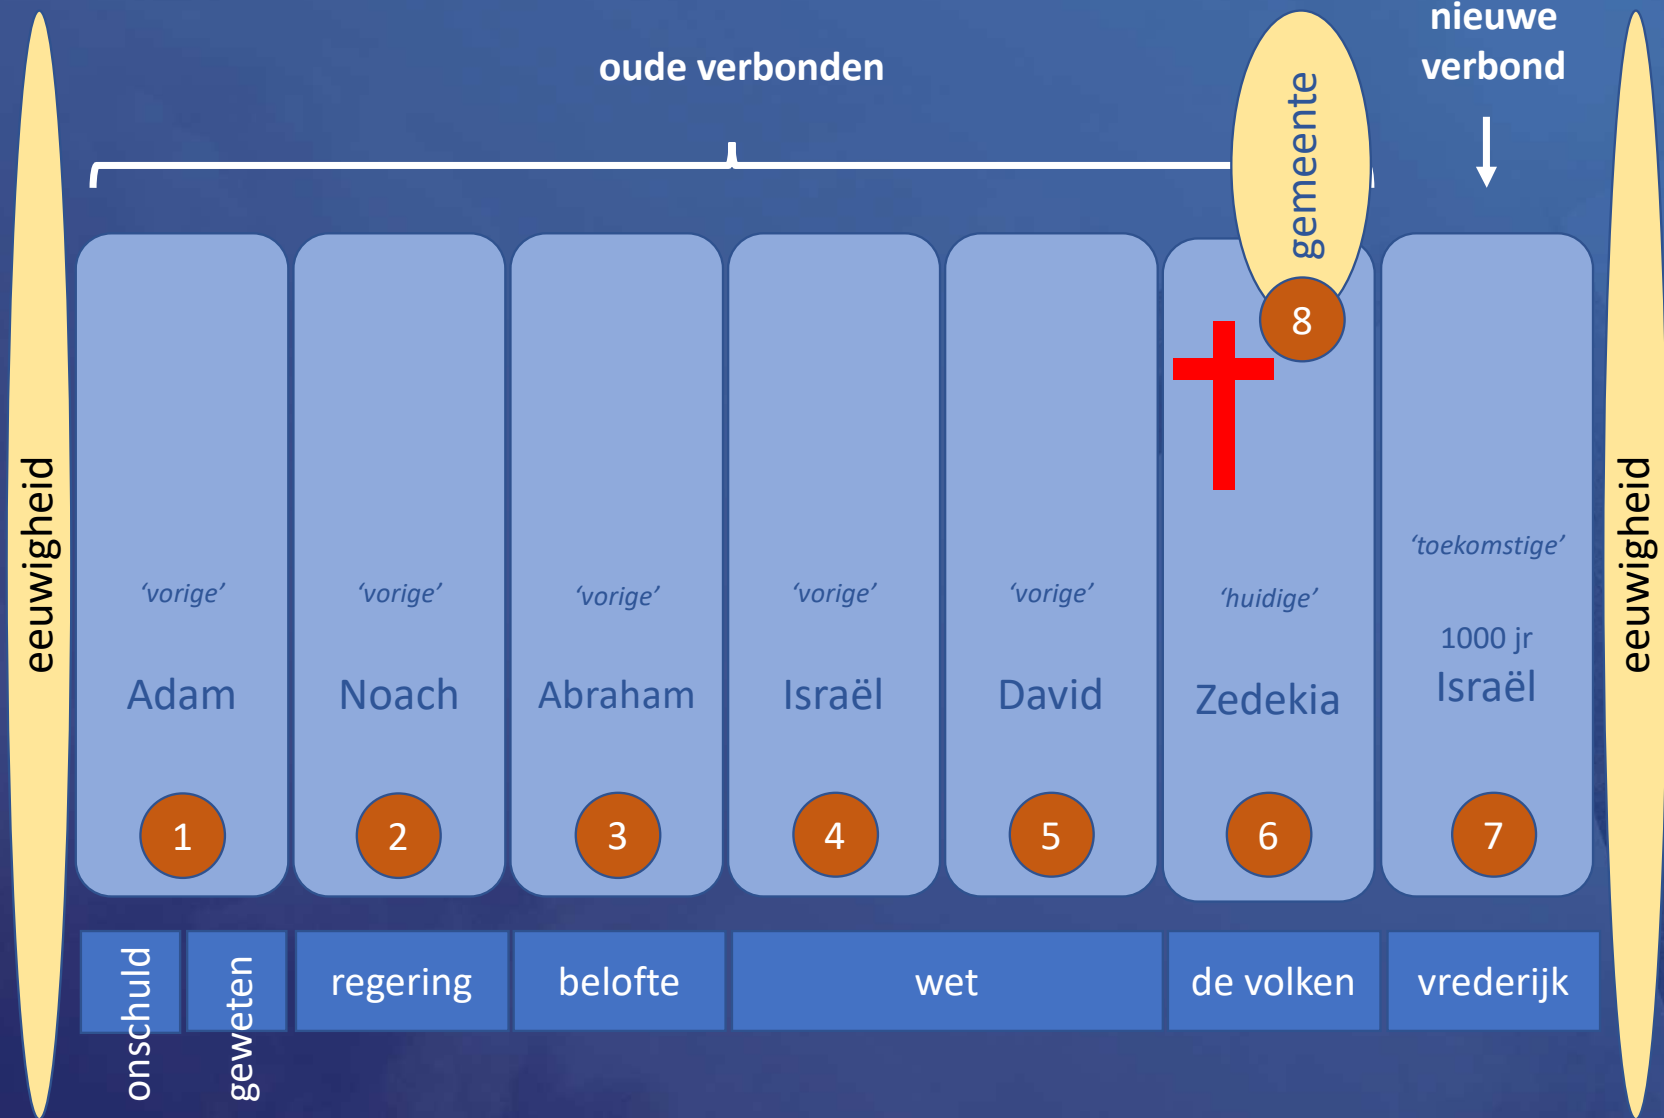 nieuwe
verbond
oude verbonden
gemeente
8
eeuwigheid
eeuwigheid
‘vorige’
Adam
1
‘vorige’
Noach
2
‘vorige’
Abraham
3
‘vorige’
Israël
4
‘vorige’
David
5
‘huidige’
Zedekia
6
‘toekomstige’
1000 jr
Israël
7
onschuld
geweten
regering
belofte
wet
de volken
vrederijk